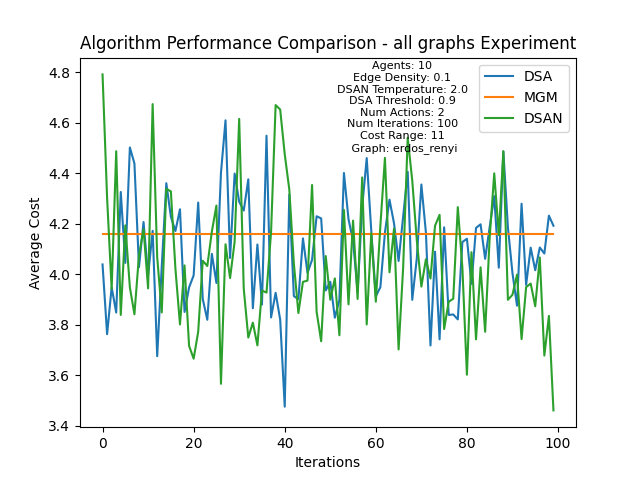 Algorithm Performance Comparison - all graphs Experiment
Agents: 10
Edge Density: 0.1
DSAN Temperature: 2.0
DSA Threshold: 0.9
Num Actions: 2
Num Iterations: 100
Cost Range: 11
Graph: erdos_renyi
DSA
MGM
DSAN
Average Cost
4.8
4.6
4.4
4.2
4.0
3.8
3.6
3.4
0 20 40 60 80 100
Iterations